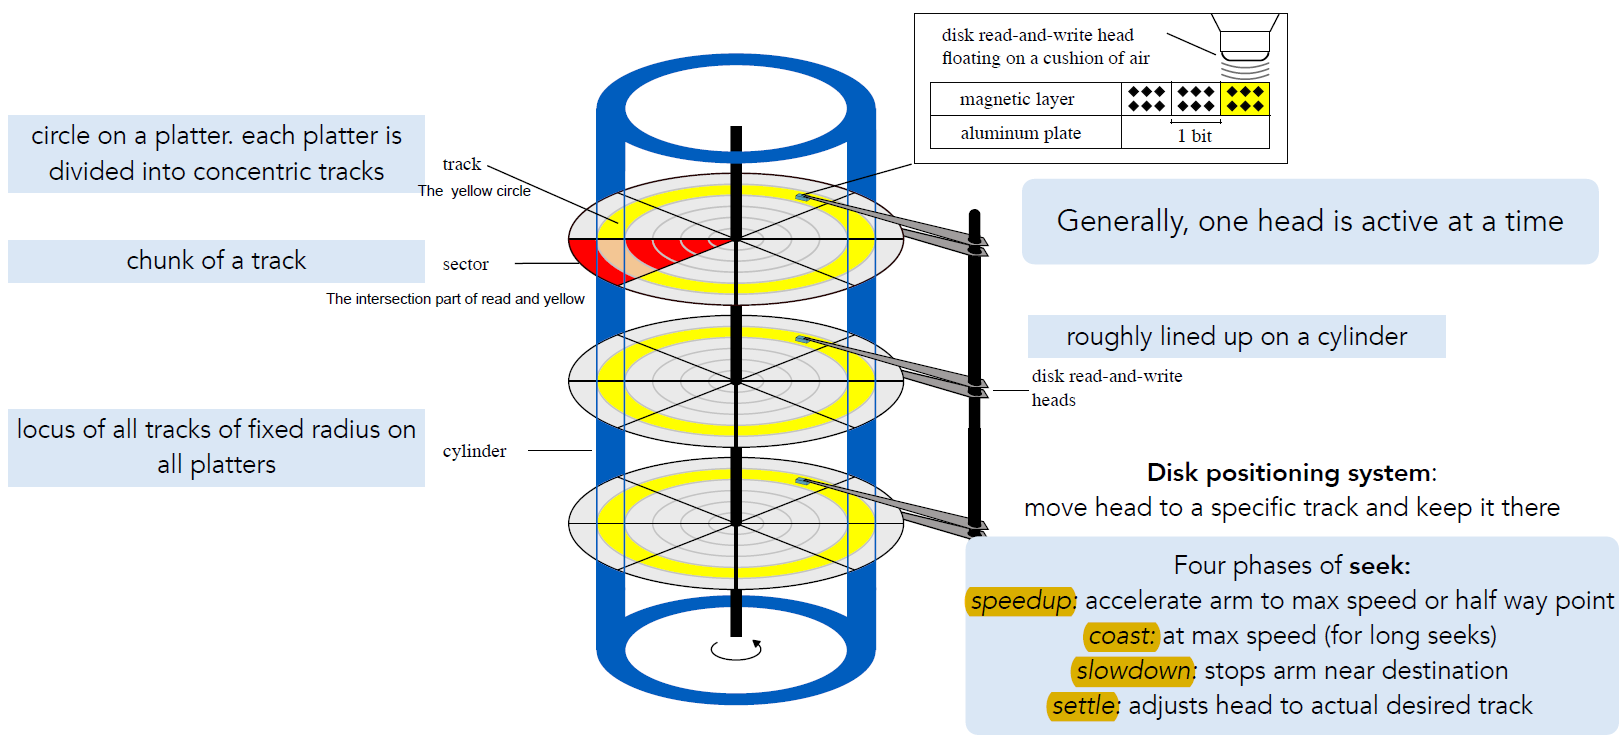 disk read-and-write head
floating on a cushion of air
magnetic layer
aluminum plate
1 bit
circle on a platter. each platter is
divided into concentric tracks
track
The yellow circle
Generally, one head is active at a time
chunk of a track
sector
The intersection part of read and yellow
roughly lined up on a cylinder
disk read-and-write
heads
locus of all tracks of fixed radius on
all platters
cylinder
Disk positioning system:
move head to a specific track and keep it there
Four phases of seek:
speedup: accelerate arm to max speed or half way point
coast: at max speed (for long seeks)
slowdown: stops arm near destination
settle: adjusts head to actual desired track